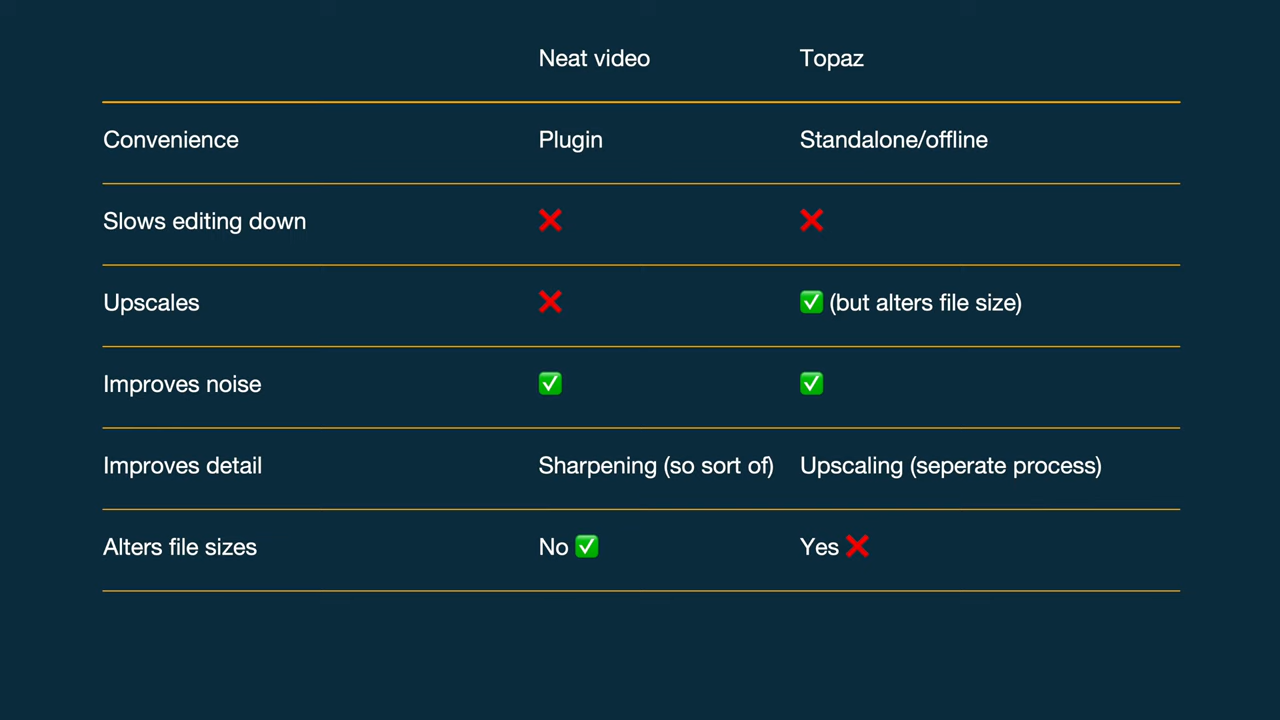 Neat video Topaz
Convenience Plugin Standalone/offline
Slows editing down ❌ ❌
Upscales ❌ ✅ (but alters file size)
Improves noise ✅ ✅
Improves detail Sharpening (so sort of) Upscaling (seperate process)
Alters file sizes No ✅ Yes ❌